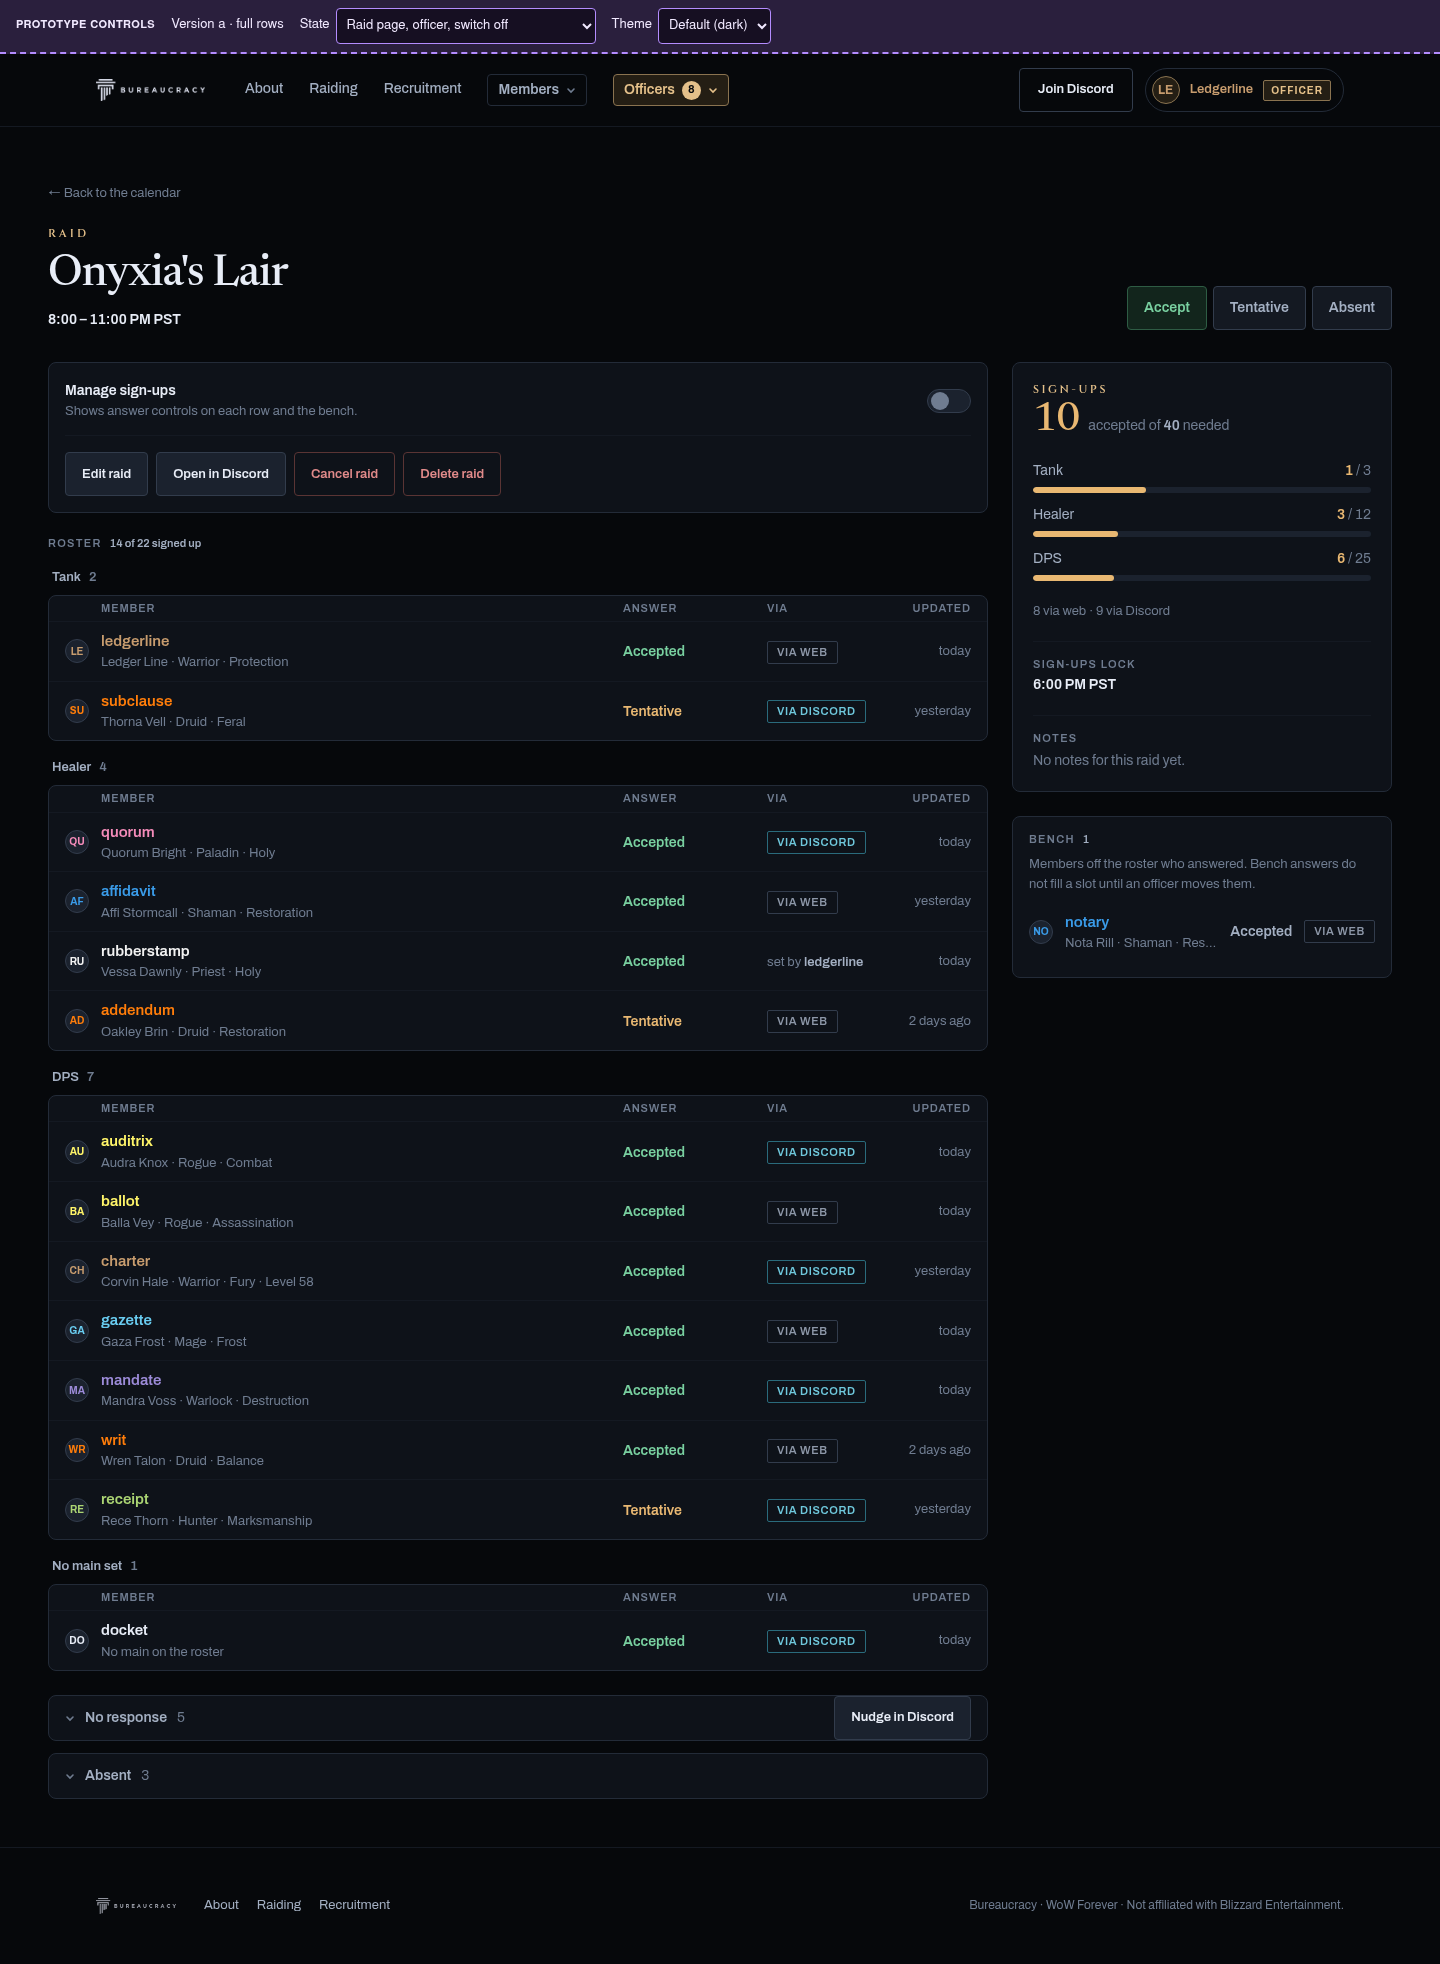 PROTOTYPE CONTROLS Version a · full rows State Raid page, officer, switch off Theme Default (dark)
BUREAUCRACY About Raiding Recruitment Members Officers 8 Join Discord LE Ledgerline OFFICER
← Back to the calendar
RAID
Onyxia's Lair
8:00 – 11:00 PM PST
Accept Tentative Absent
Manage sign-ups
Shows answer controls on each row and the bench.
Edit raid Open in Discord Cancel raid Delete raid
ROSTER 14 of 22 signed up
Tank 2
MEMBER ANSWER VIA UPDATED
LE ledgerline Accepted VIA WEB today
Ledger Line · Warrior · Protection
SU subclause Tentative VIA DISCORD yesterday
Thorna Vell · Druid · Feral
Healer 4
MEMBER ANSWER VIA UPDATED
QU quorum Accepted VIA DISCORD today
Quorum Bright · Paladin · Holy
AF affidavit Accepted VIA WEB yesterday
Affi Stormcall · Shaman · Restoration
RU rubberstamp Accepted set by ledgerline today
Vessa Dawnly · Priest · Holy
AD addendum Tentative VIA WEB 2 days ago
Oakley Brin · Druid · Restoration
DPS 7
MEMBER ANSWER VIA UPDATED
AU auditrix Accepted VIA DISCORD today
Audra Knox · Rogue · Combat
BA ballot Accepted VIA WEB today
Balla Vey · Rogue · Assassination
CH charter Accepted VIA DISCORD yesterday
Corvin Hale · Warrior · Fury · Level 58
GA gazette Accepted VIA WEB today
Gaza Frost · Mage · Frost
MA mandate Accepted VIA DISCORD today
Mandra Voss · Warlock · Destruction
WR writ Accepted VIA WEB 2 days ago
Wren Talon · Druid · Balance
RE receipt Tentative VIA DISCORD yesterday
Rece Thorn · Hunter · Marksmanship
No main set 1
MEMBER ANSWER VIA UPDATED
DO docket Accepted VIA DISCORD today
No main on the roster
No response 5 Nudge in Discord
Absent 3
SIGN-UPS
10 accepted of 40 needed
Tank 1 / 3
Healer 3 / 12
DPS 6 / 25
8 via web · 9 via Discord
SIGN-UPS LOCK
6:00 PM PST
NOTES
No notes for this raid yet.
BENCH 1
Members off the roster who answered. Bench answers do
not fill a slot until an officer moves them.
NO notary Accepted VIA WEB
Nota Rill · Shaman · Res...
BUREAUCRACY About Raiding Recruitment Bureaucracy · WoW Forever · Not affiliated with Blizzard Entertainment.